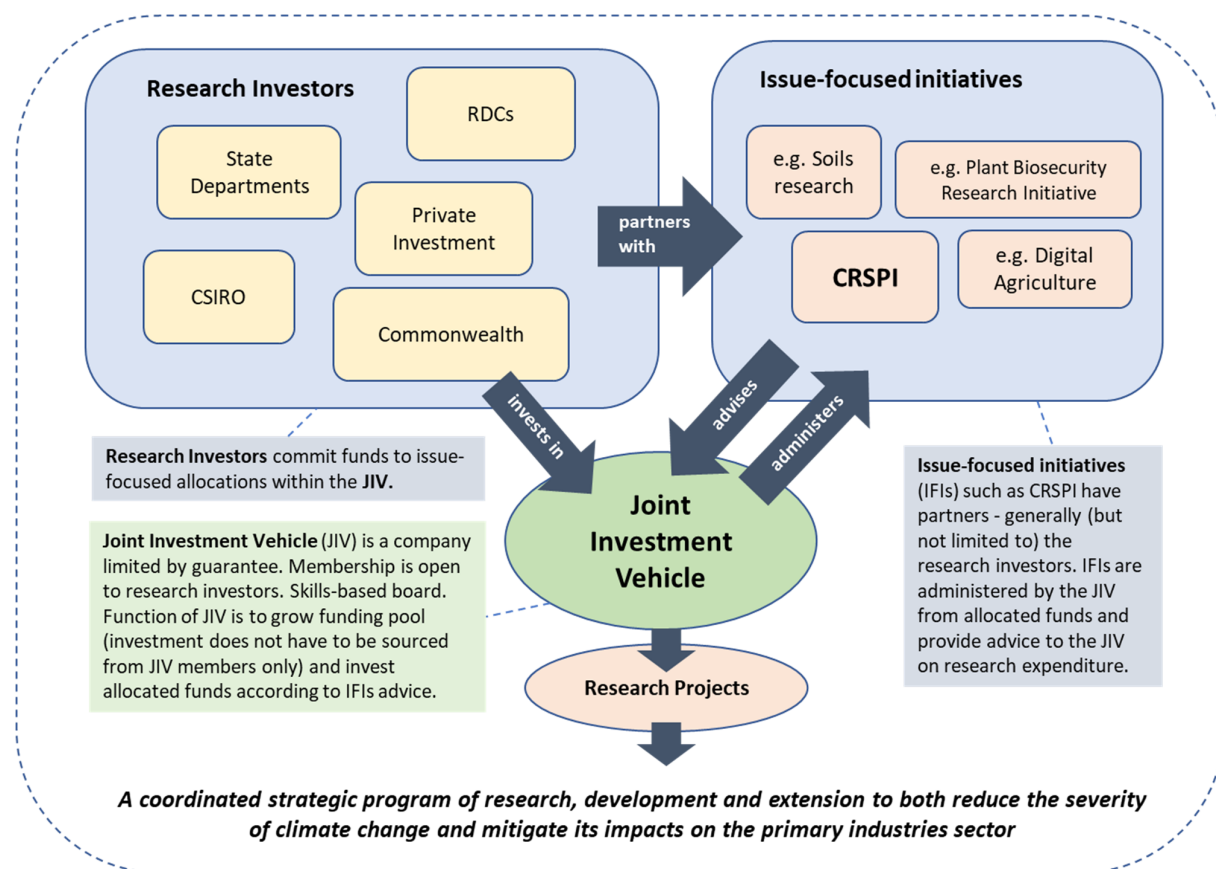 Research Investors
RDCs
State
Departments
Private
Investment
CSIRO
Commonwealth
partners
with
Issue-focused initiatives
e.g. Soils
research
e.g. Plant Biosecurity
Research Initiative
CRSPI
e.g. Digital
Agriculture
invests in
advises
administers
Research Investors commit funds to issue-
focused allocations within the JIV.
Joint Investment Vehicle (JIV) is a company
limited by guarantee. Membership is open
to research investors. Skills-based board.
Function of JIV is to grow funding pool
(investment does not have to be sourced
from JIV members only) and invest
allocated funds according to IFIs advice.
Joint
Investment
Vehicle
Issue-focused initiatives
(IFIs) such as CRSPI have
partners - generally (but
not limited to) the
research investors. IFIs are
administered by the JIV
from allocated funds and
provide advice to the JIV
on research expenditure.
Research Projects
A coordinated strategic program of research, development and extension to both reduce the severity
of climate change and mitigate its impacts on the primary industries sector